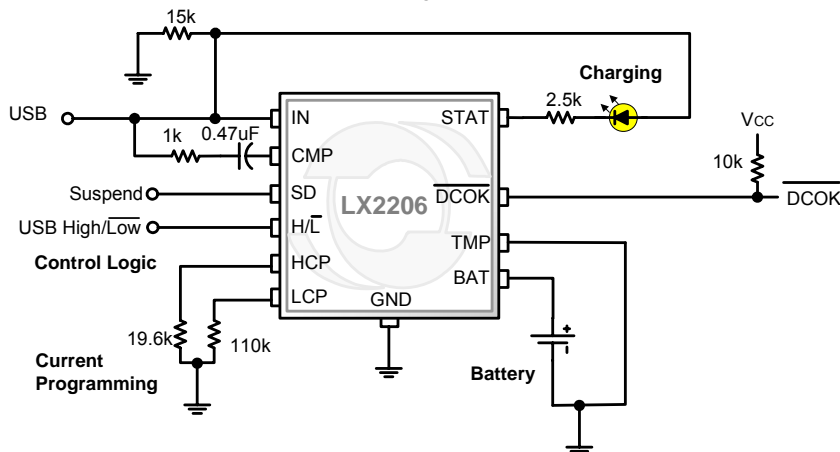 15k
Charging
USB
IN
STAT
2.5k
VCC
1k
0.47uF
CMP
10k
Suspend
SD
LX2206
DCOK
DCOK
USB High/Low
H/L
TMP
Control Logic
HCP
BAT
LCP
GND
19.6k
110k
Current
Programming
Battery
+
-